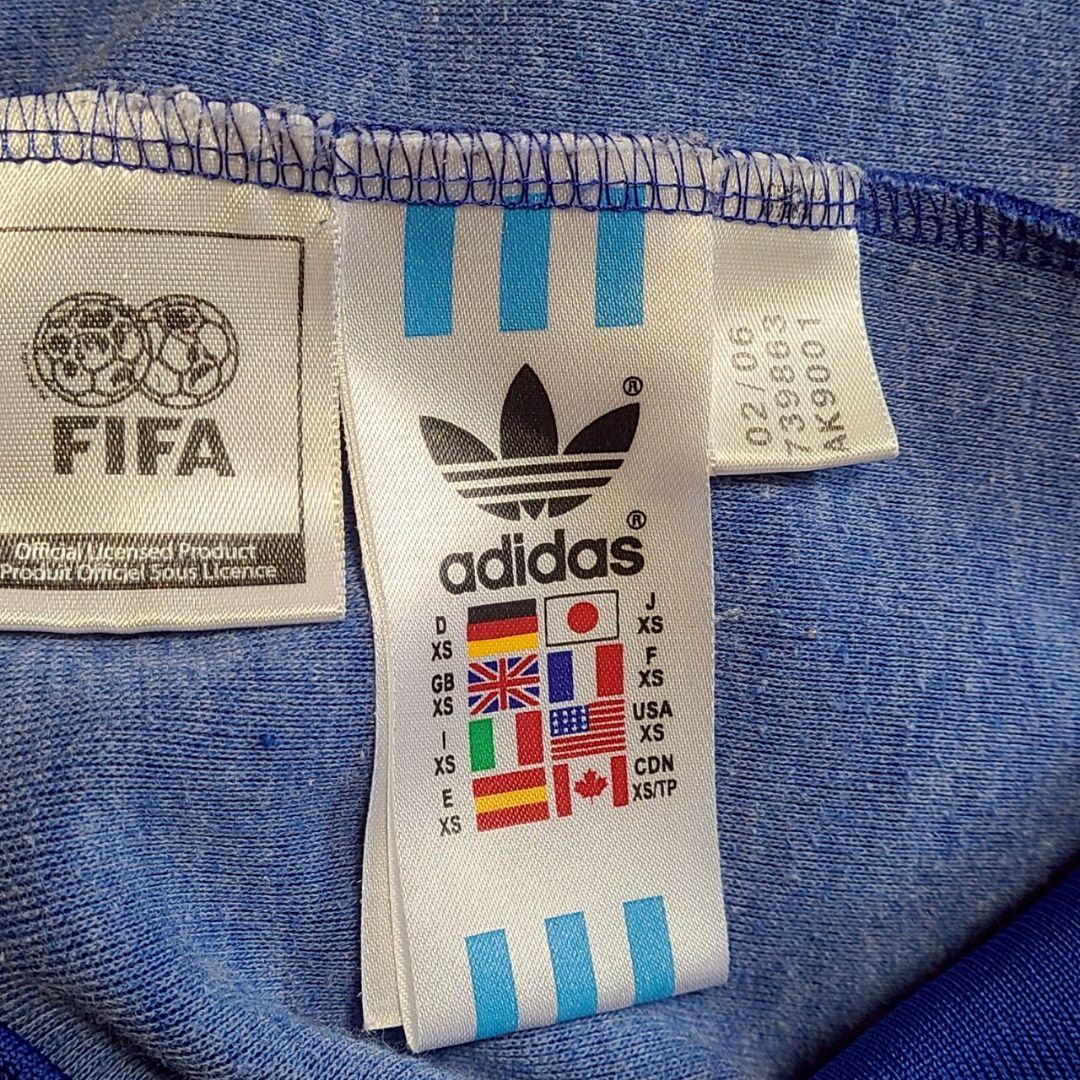 FIFA
Official Licensed Product
Produit Officiel Sous Licence
®
adidas®
D XS
J XS
GB XS
F XS
I XS
USA XS
E XS
CDN XS/TP
02/06
739863
AK9001